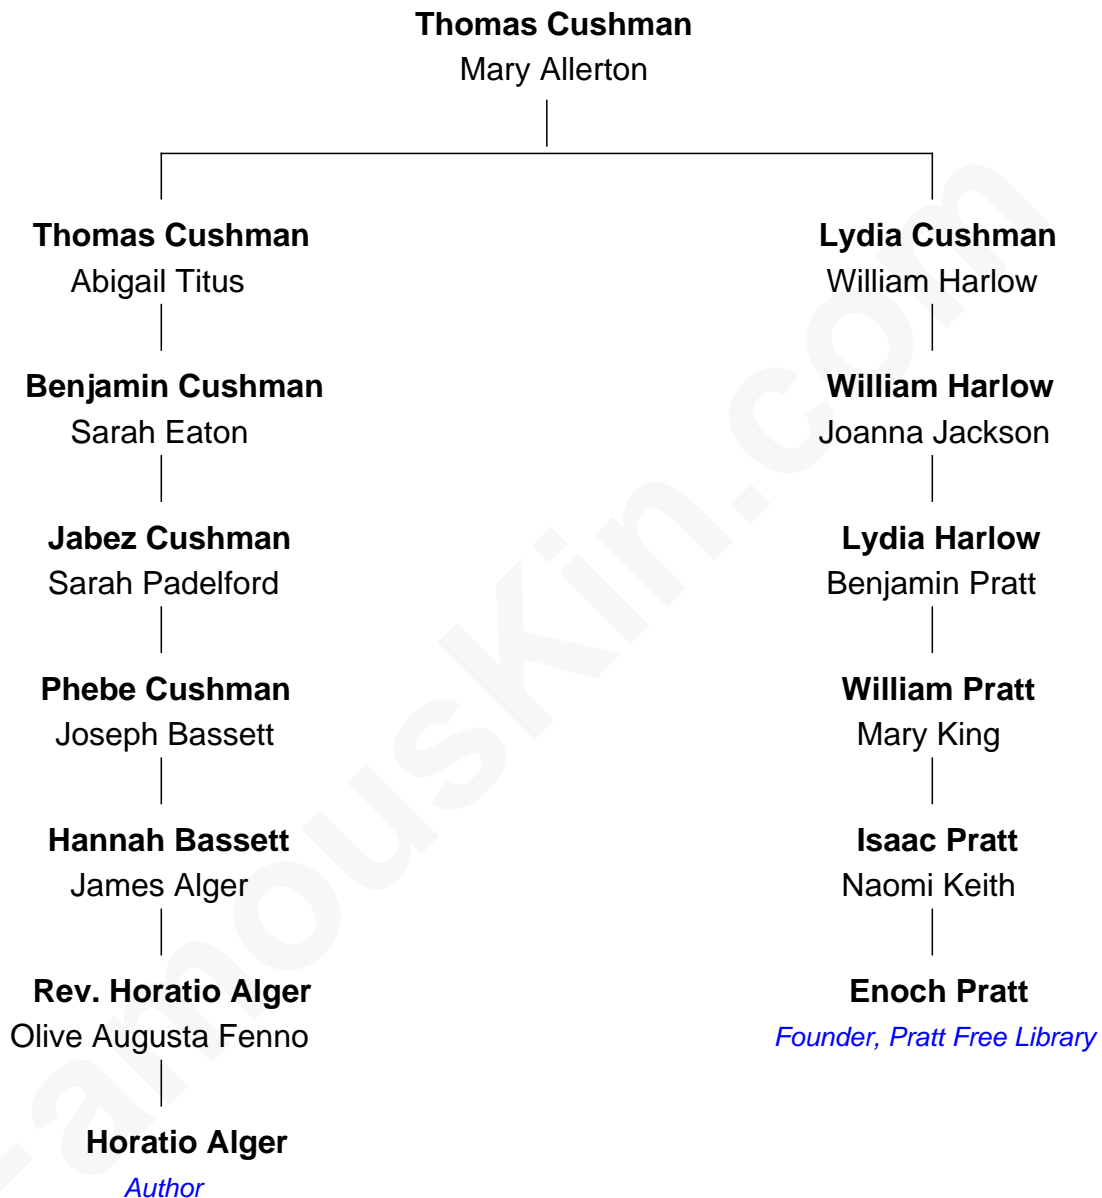 Thomas Cushman
Mary Allerton
Thomas Cushman
Abigail Titus
Lydia Cushman
William Harlow
Benjamin Cushman
Sarah Eaton
William Harlow
Joanna Jackson
Jabez Cushman
Sarah Padelford
Lydia Harlow
Benjamin Pratt
Phebe Cushman
Joseph Bassett
William Pratt
Mary King
Hannah Bassett
James Alger
Isaac Pratt
Naomi Keith
Rev. Horatio Alger
Olive Augusta Fenno
Enoch Pratt
Founder, Pratt Free Library
Horatio Alger
Author
FamousKin.com